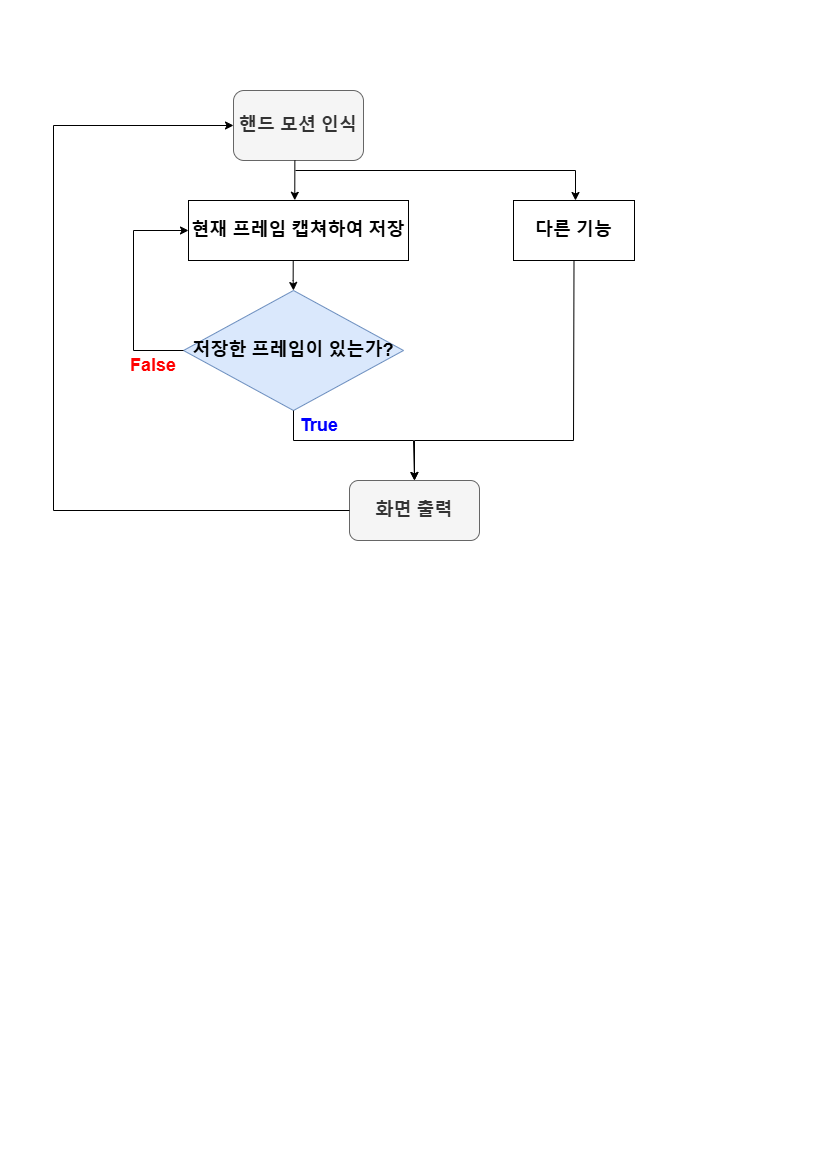 핸드 모션 인식
현재 프레임 캡쳐하여 저장
다른 기능
저장한 프레임이 있는가?
False
True
화면 출력